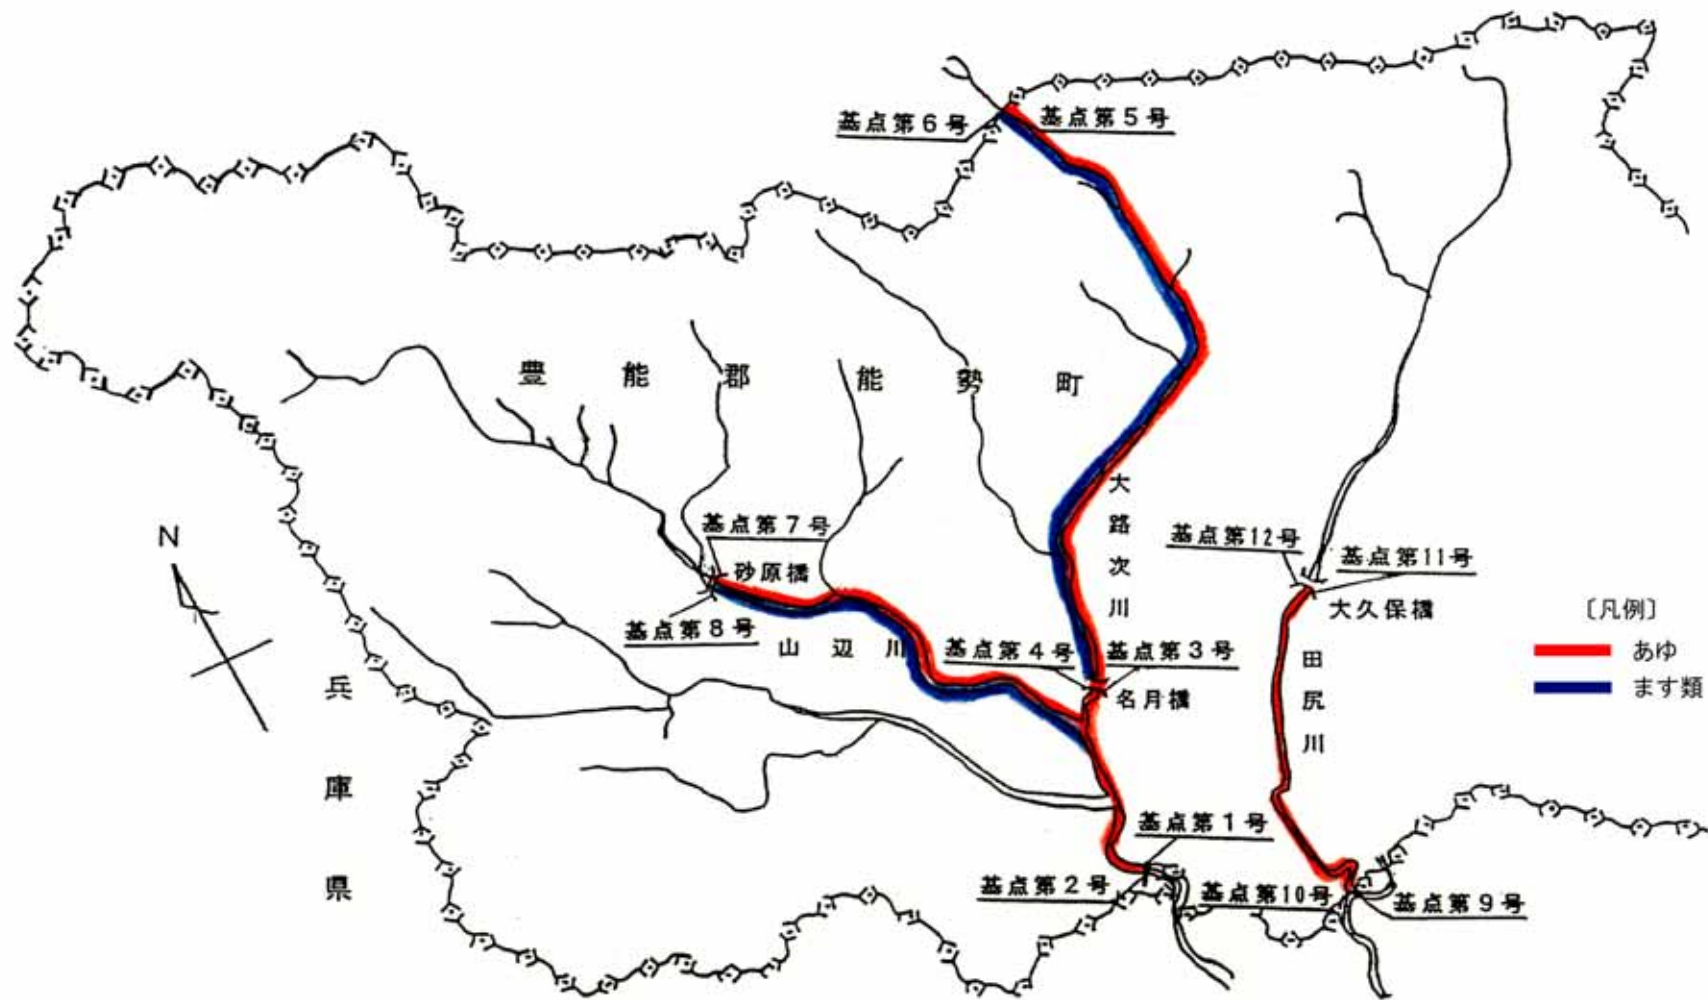 基点第6号
基点第5号
豊能郡能勢町
大路次川
基点第12号
基点第11号
大久保橋
基点第7号
砂原橋
基点第8号
山辺川
基点第4号
基点第3号
名月橋
田尻川
〔凡例〕
あゆ
ます類
N
兵庫県
基点第1号
基点第2号
基点第10号
基点第9号